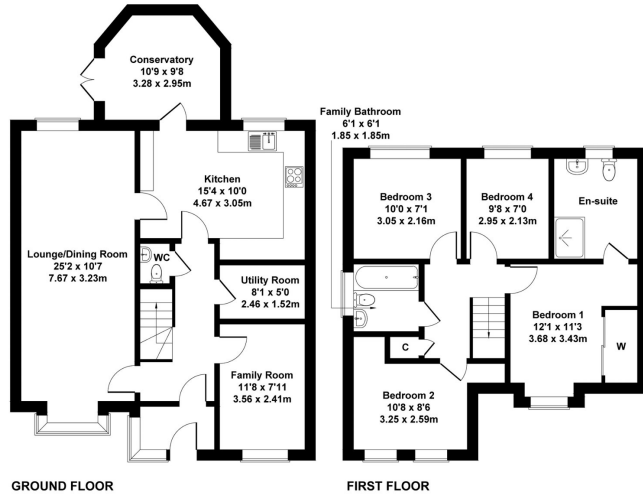 Conservatory
10'9 x 9'8
3.28 x 2.95m
Kitchen
15'4 x 10'0
4.67 x 3.05m
Lounge/Dining Room
25'2 x 10'7
7.67 x 3.23m
WC
Utility Room
8'1 x 5'0
2.46 x 1.52m
Family Room
11'8 x 7'11
3.56 x 2.41m
GROUND FLOOR
Family Bathroom
6'1 x 6'1
1.85 x 1.85m
Bedroom 3
10'0 x 7'1
3.05 x 2.16m
Bedroom 4
9'8 x 7'0
2.95 x 2.13m
En-suite
Bedroom 1
12'1 x 11'3
3.68 x 3.43m
W
C
Bedroom 2
10'8 x 8'6
3.25 x 2.59m
FIRST FLOOR